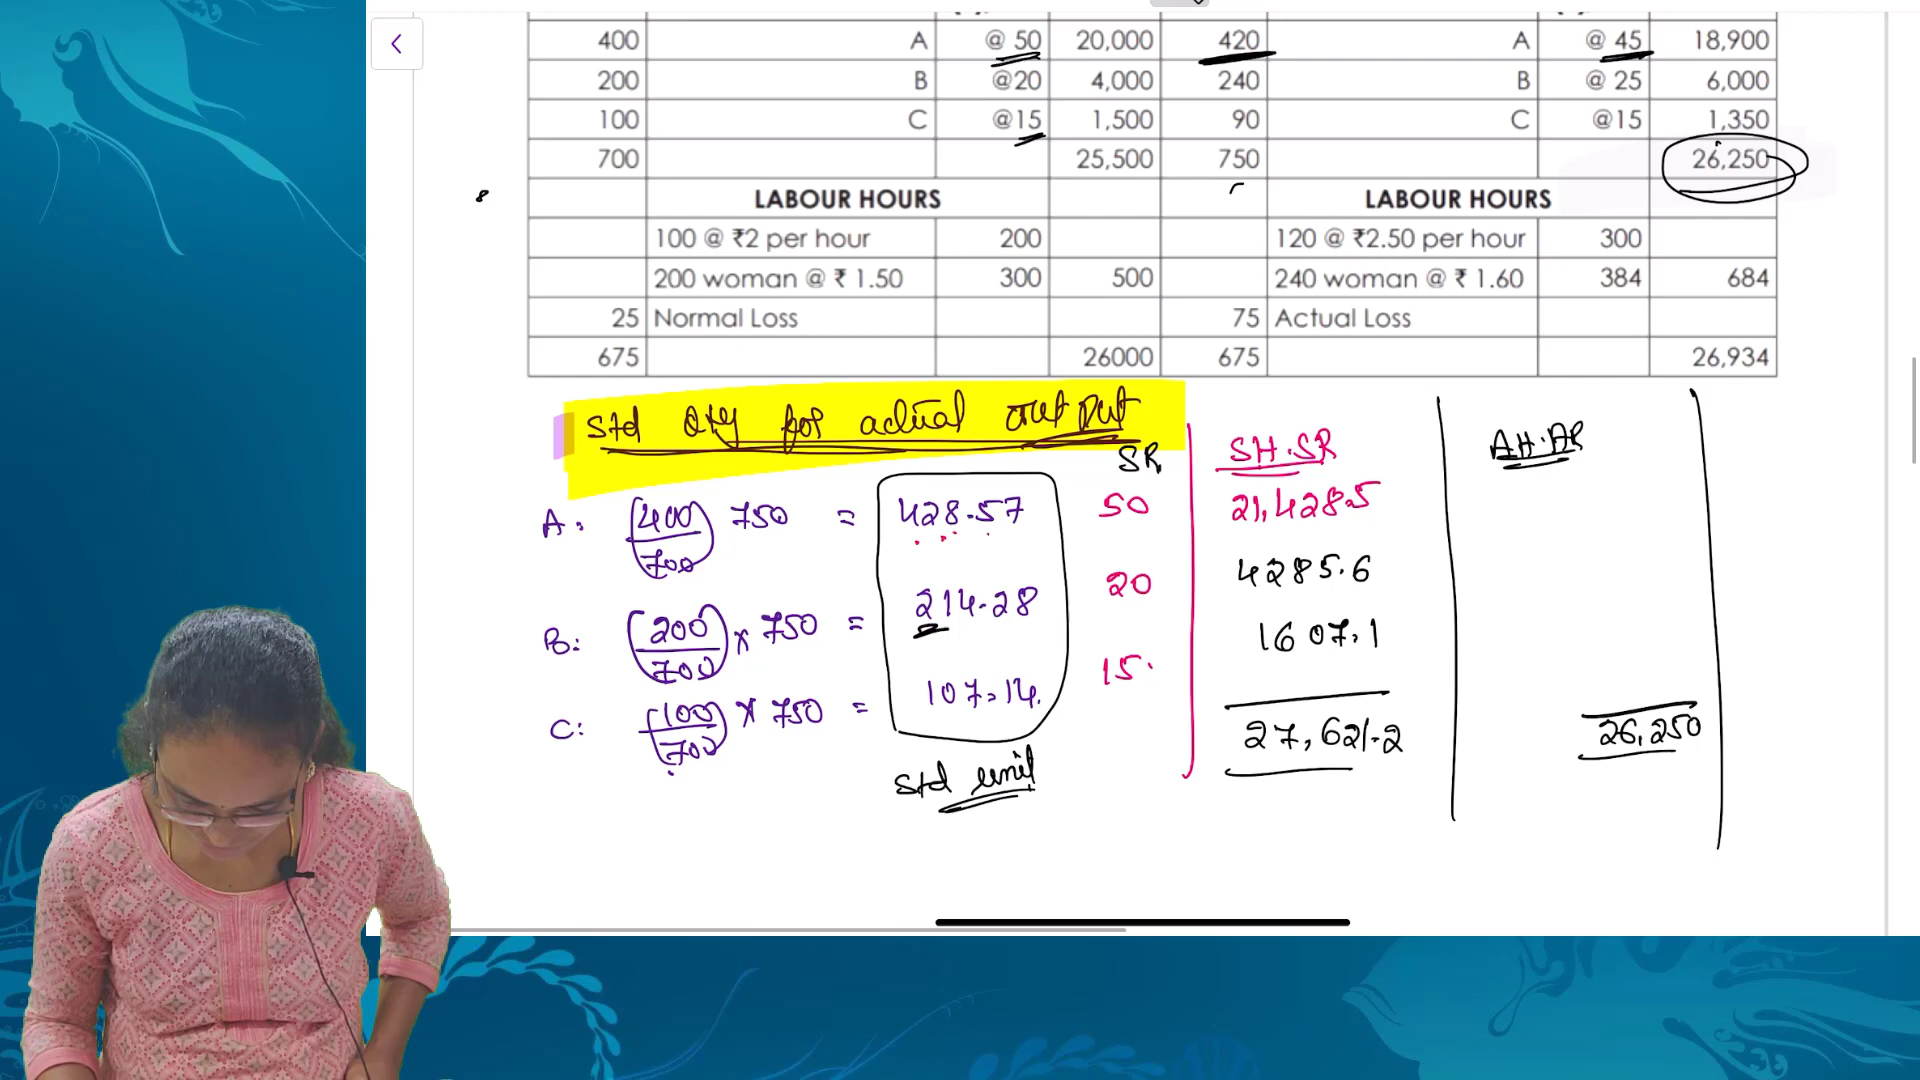 400 A @ 50 20,000 420 A @ 45 18,900
200 B @20 4,000 240 B @ 25 6,000
100 C @15 1,500 90 C @15 1,350
700 25,500 750 26,250
LABOUR HOURS LABOUR HOURS
100 @ ₹2 per hour 200 120 @ ₹2.50 per hour 300
200 woman @ ₹ 1.50 300 500 240 woman @ ₹ 1.60 384 684
25 Normal Loss 75 Actual Loss
675 26000 675 26,934
Std Qty for actual output
SR SH.SR AH.AR
A: (400/700) 750 = 428.57 50 21,428.5
B: (200/700) x 750 = 214.28 20 4285.6
C: (100/700) x 750 = 107.14. 15. 1607.1
27,621.2 26,250
Std unit